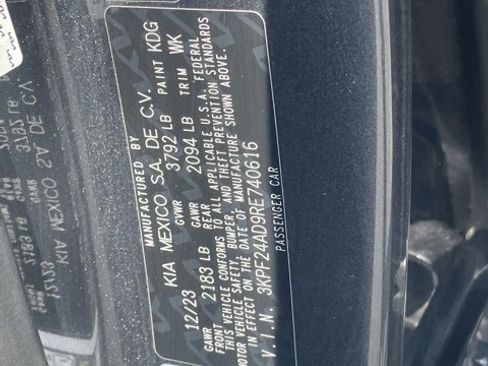 MANUFACTURED BY
KIA MEXICO S.A. DE C.V.
12/23 GVWR 3792 LB PAINT KDG
GAWR FRONT 2183 LB GAWR REAR 2094 LB TRIM WK
THIS VEHICLE CONFORMS TO ALL APPLICABLE U.S.A. FEDERAL
MOTOR VEHICLE SAFETY, BUMPER, AND THEFT PREVENTION
STANDARDS IN EFFECT ON THE DATE OF MANUFACTURE SHOWN ABOVE.
V.I.N. 3KPF24AD9RE740616
PASSENGER CAR